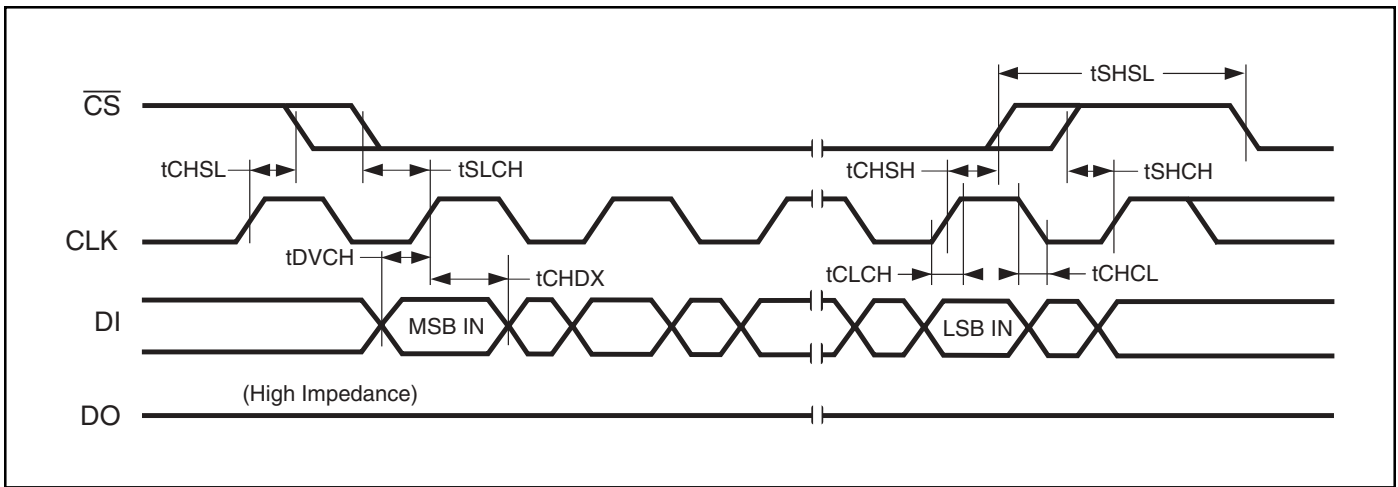 tSHSL
CS
tCHSL
tSLCH
tCHSH
tSHCH
CLK
tDVCH
tCHDX
tCLCH
tCHCL
DI
MSB IN
LSB IN
(High Impedance)
DO